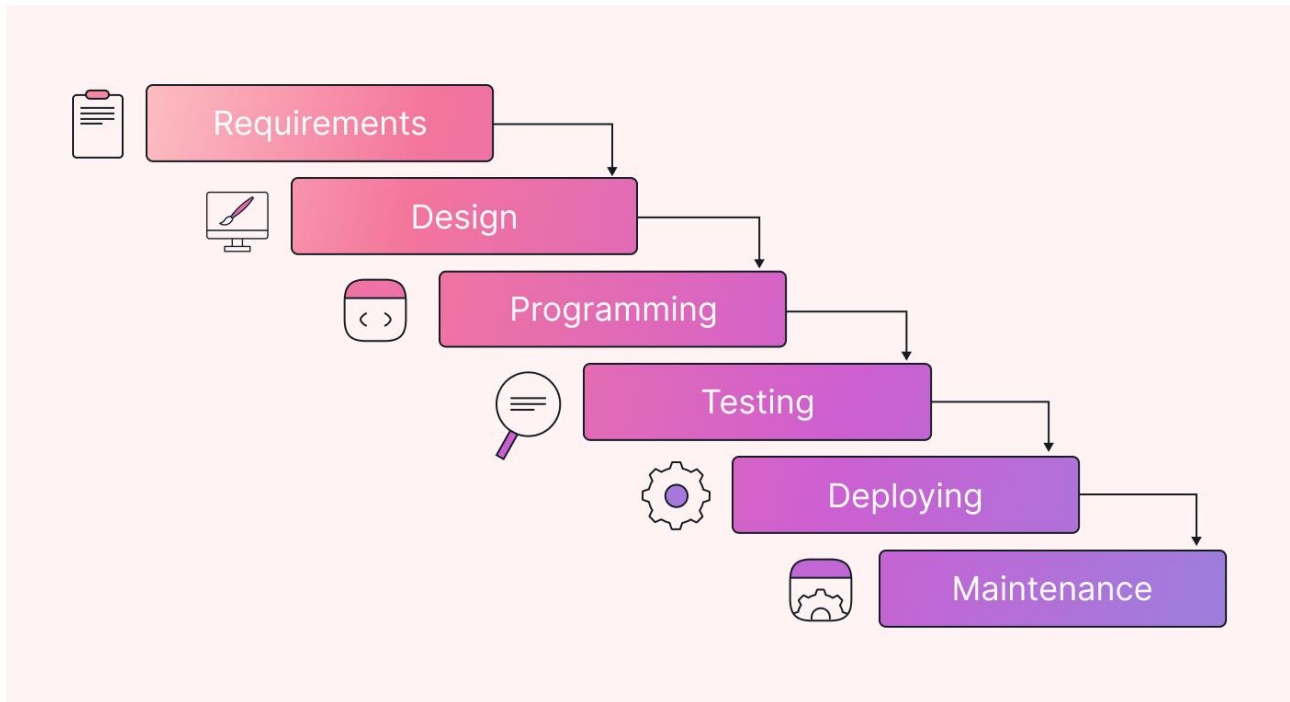 Requirements
Design
Programming
Testing
Deploying
Maintenance